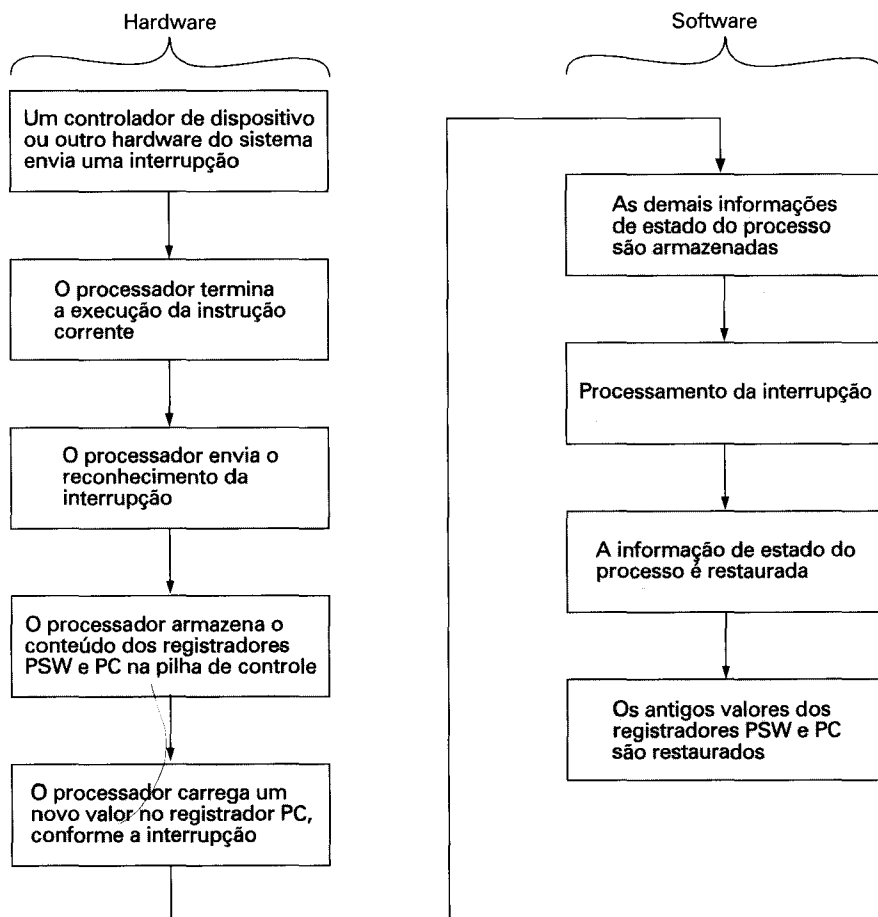 Hardware
Um controlador de dispositivo
ou outro hardware do sistema
envia uma interrupção
O processador termina
a execução da instrução
corrente
O processador envia o
reconhecimento da
interrupção
O processador armazena o
conteúdo dos registradores
PSW e PC na pilha de controle
O processador carrega um
novo valor no registrador PC,
conforme a interrupção
Software
As demais informações
de estado do processo
são armazenadas
Processamento da interrupção
A informação de estado do
processo é restaurada
Os antigos valores dos
registradores PSW e PC
são restaurados